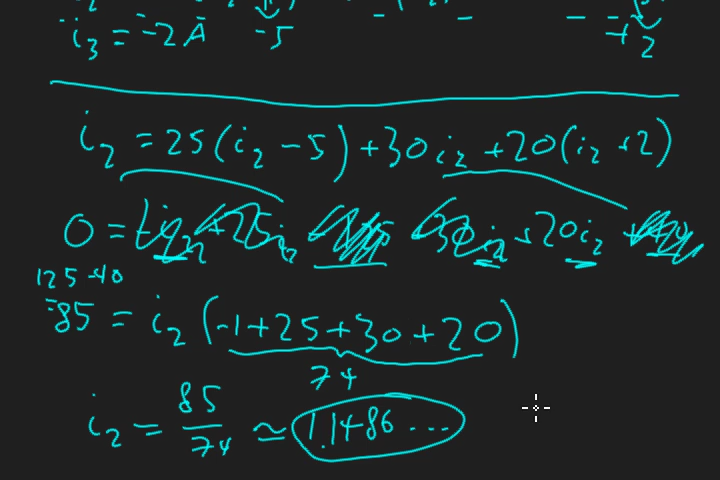 i₃ = -2A -5 +2
i₂ = 25(i₂ - 5) + 30i₂ + 20(i₂ + 2)
0 = + 20i₂
125-40
85 = i₂ (-1+25+30+20)
74
i₂ = 85/74 ≃ 1.1486...